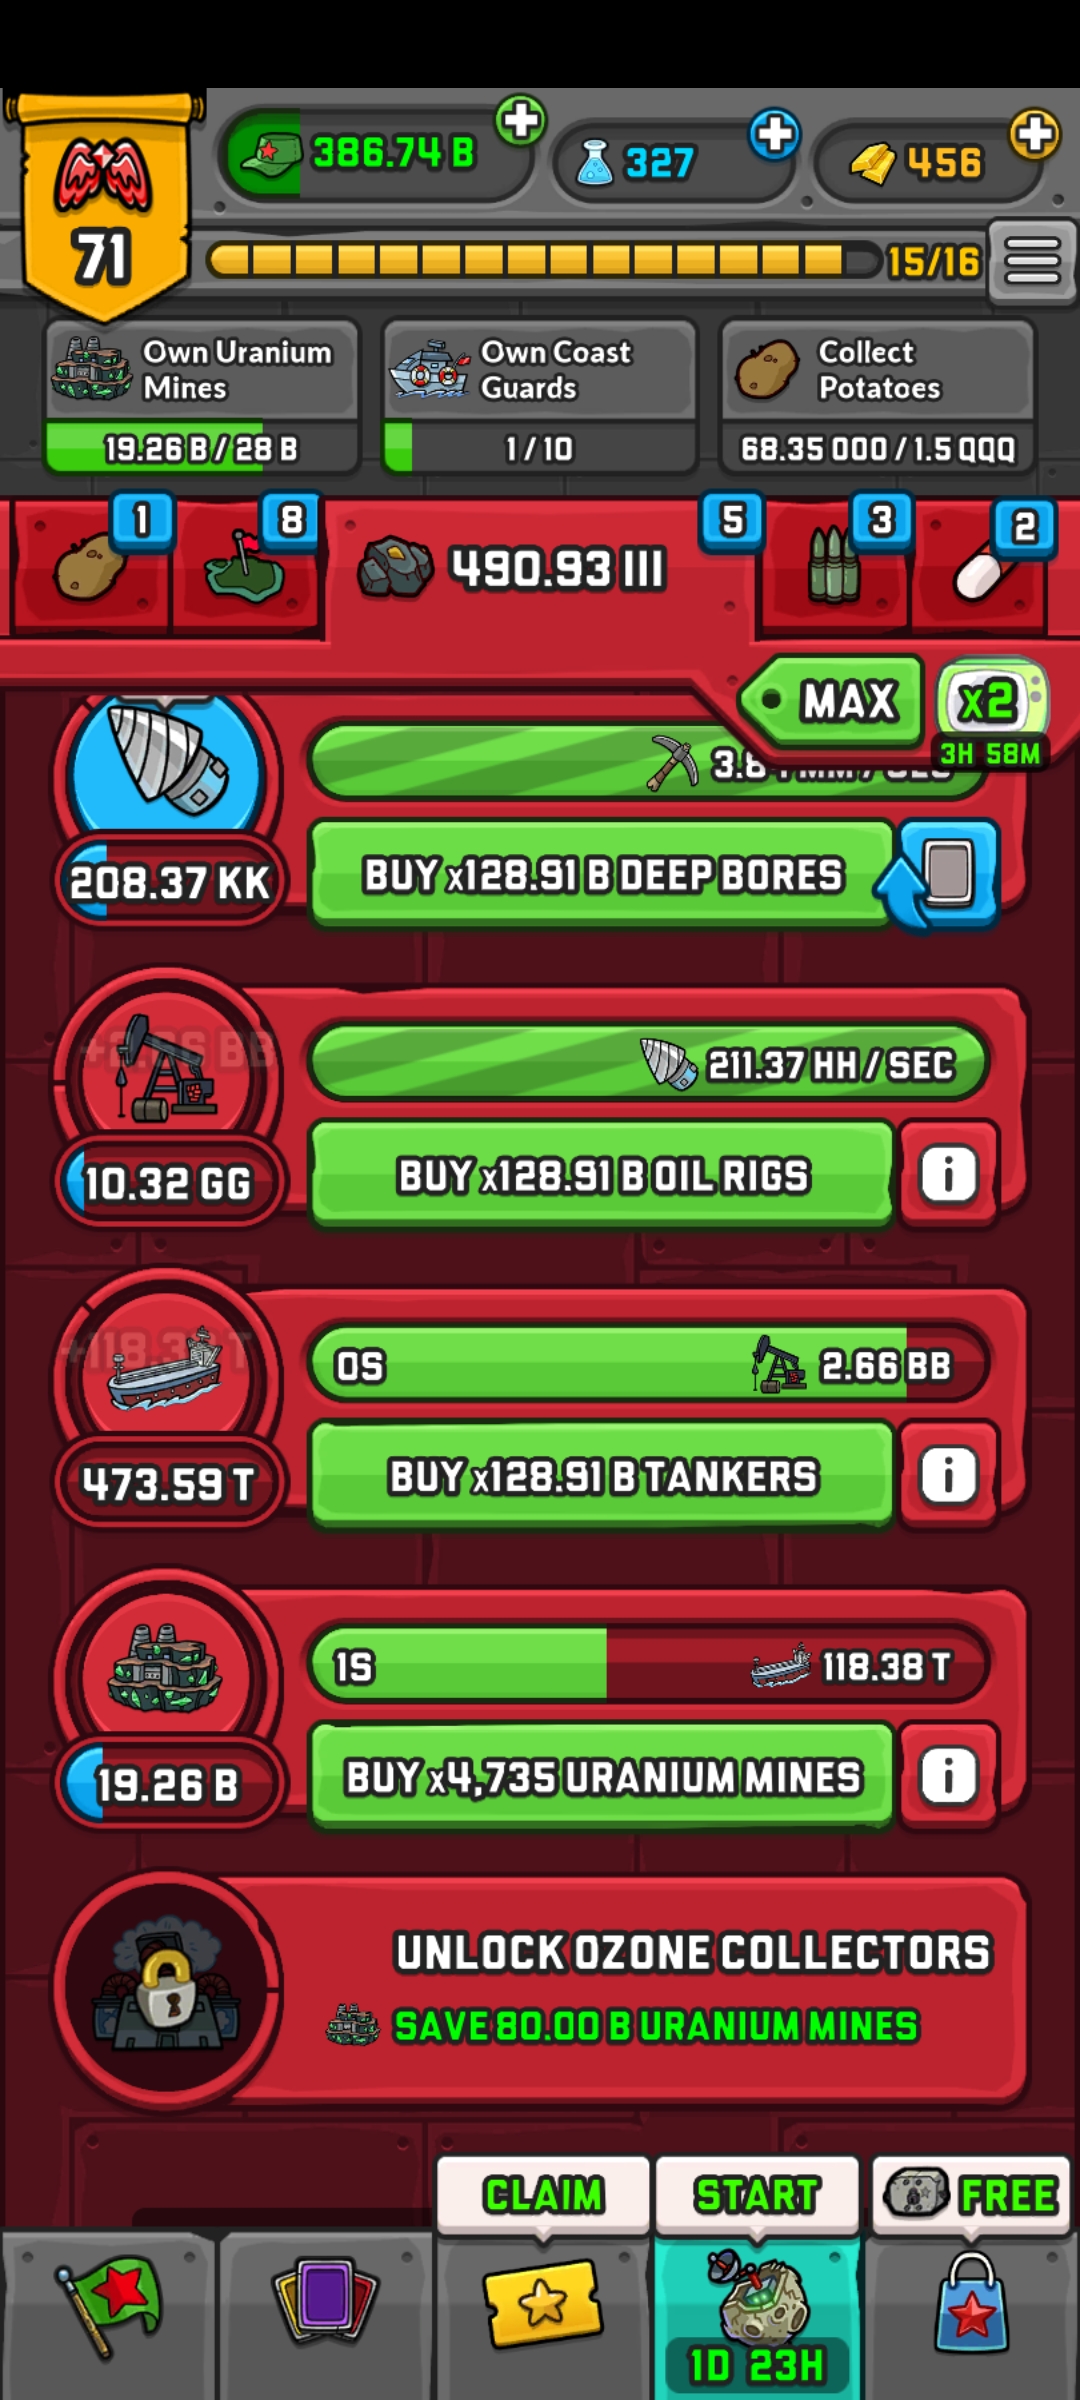 386.74 B
327
456
71
15/16
Own Uranium
Mines
19.26 B / 28 B
Own Coast
Guards
1 / 10
Collect
Potatoes
68.35 OOO / 1.5 QQQ
1
8
490.93 III
5
3
2
MAX
x2
3H 58M
208.37 KK
BUY x128.91 B DEEP BORES
211.37 HH / SEC
10.32 GG
BUY x128.91 B OIL RIGS
0S
2.66 BB
473.59 T
BUY x128.91 B TANKERS
1S
118.38 T
19.26 B
BUY x4,735 URANIUM MINES
UNLOCK OZONE COLLECTORS
SAVE 80.00 B URANIUM MINES
CLAIM
START
FREE
1D 23H